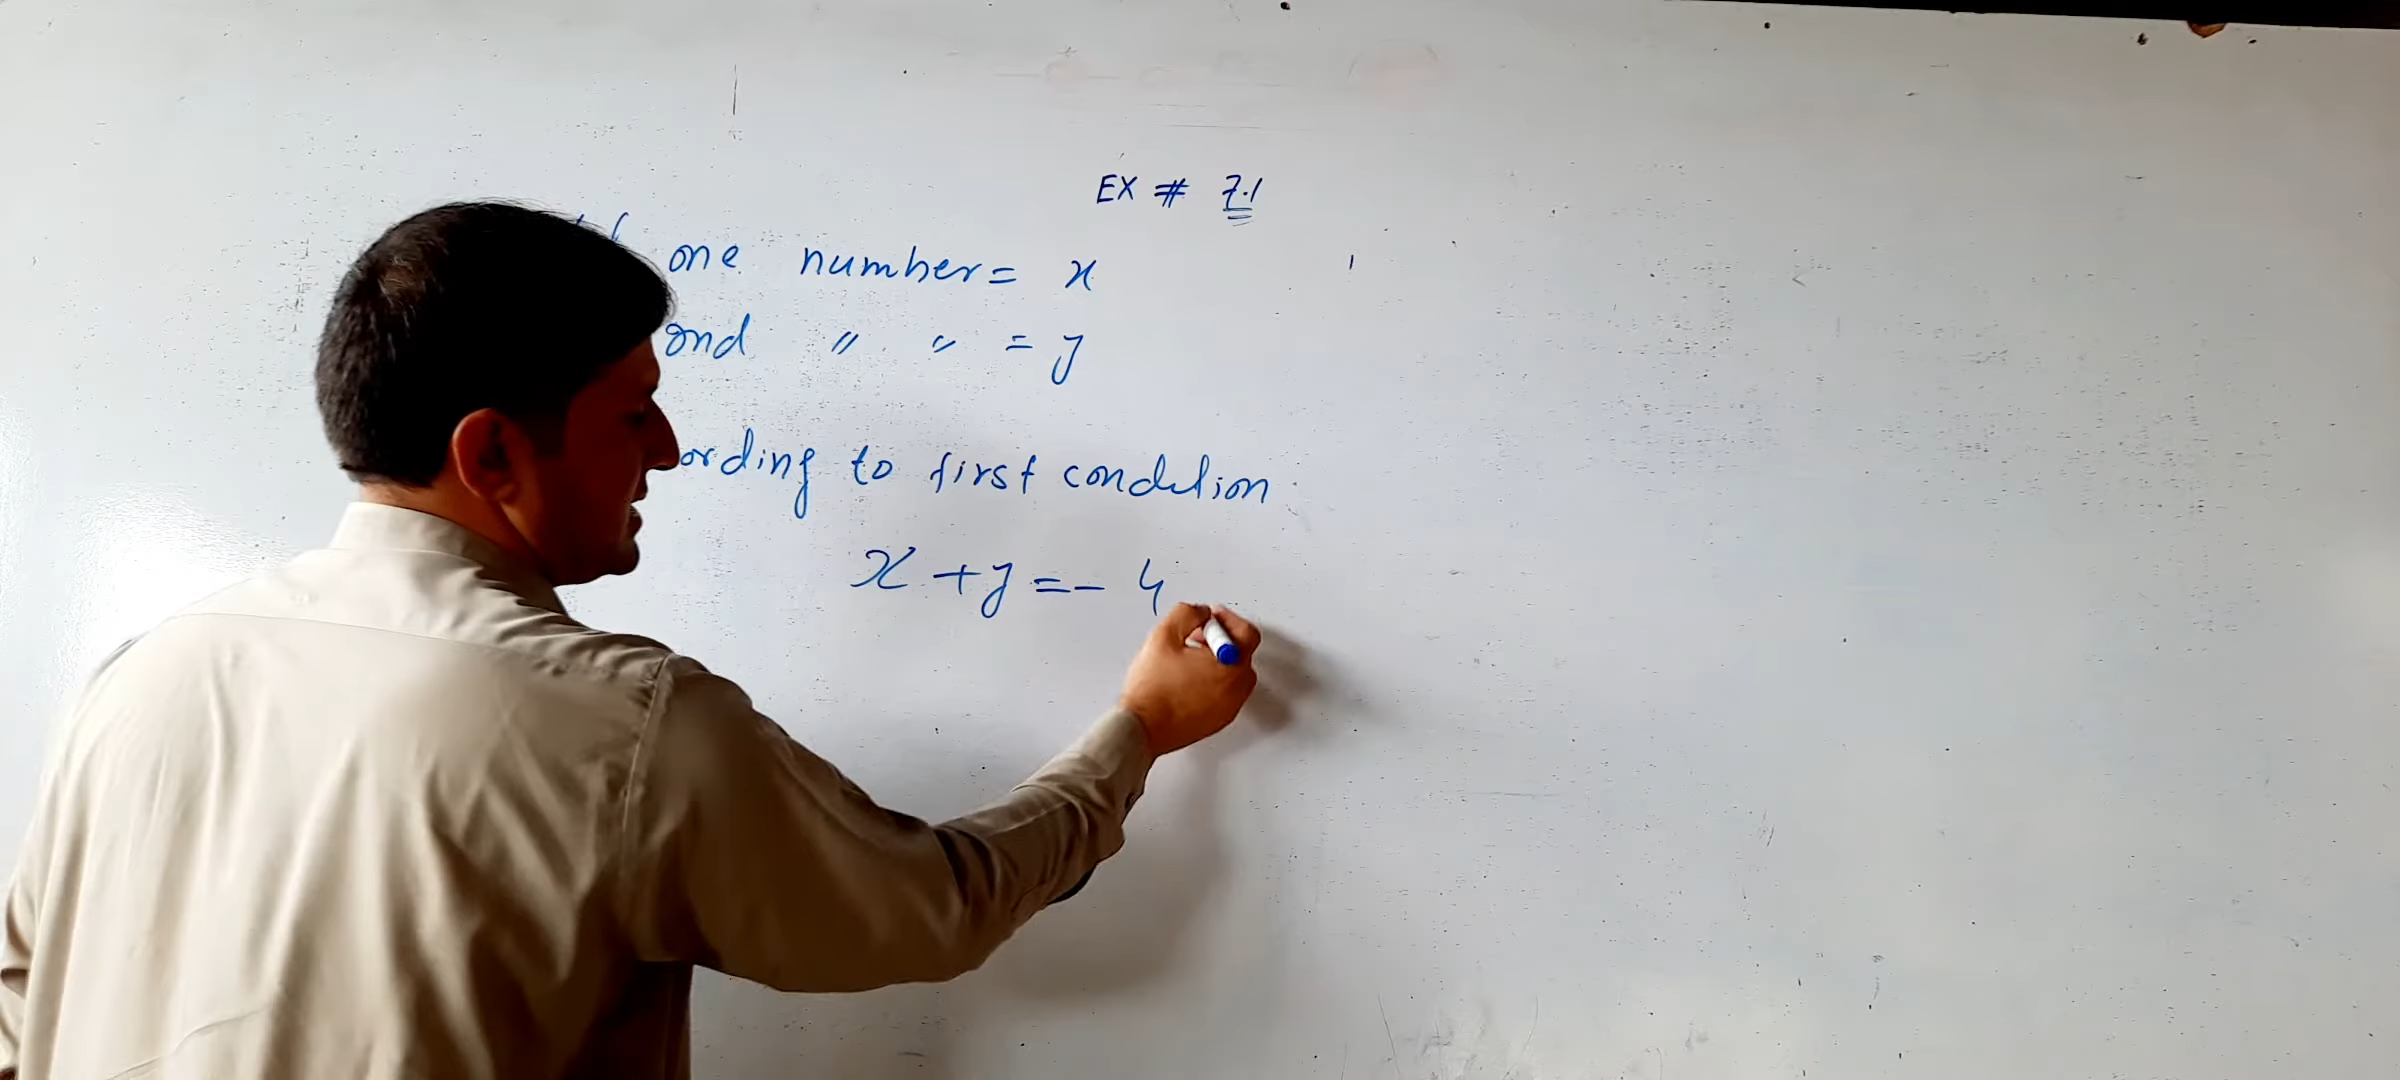 EX # 7.1
one number = x
ond " " = y
ording to first condition
x + y = - 4